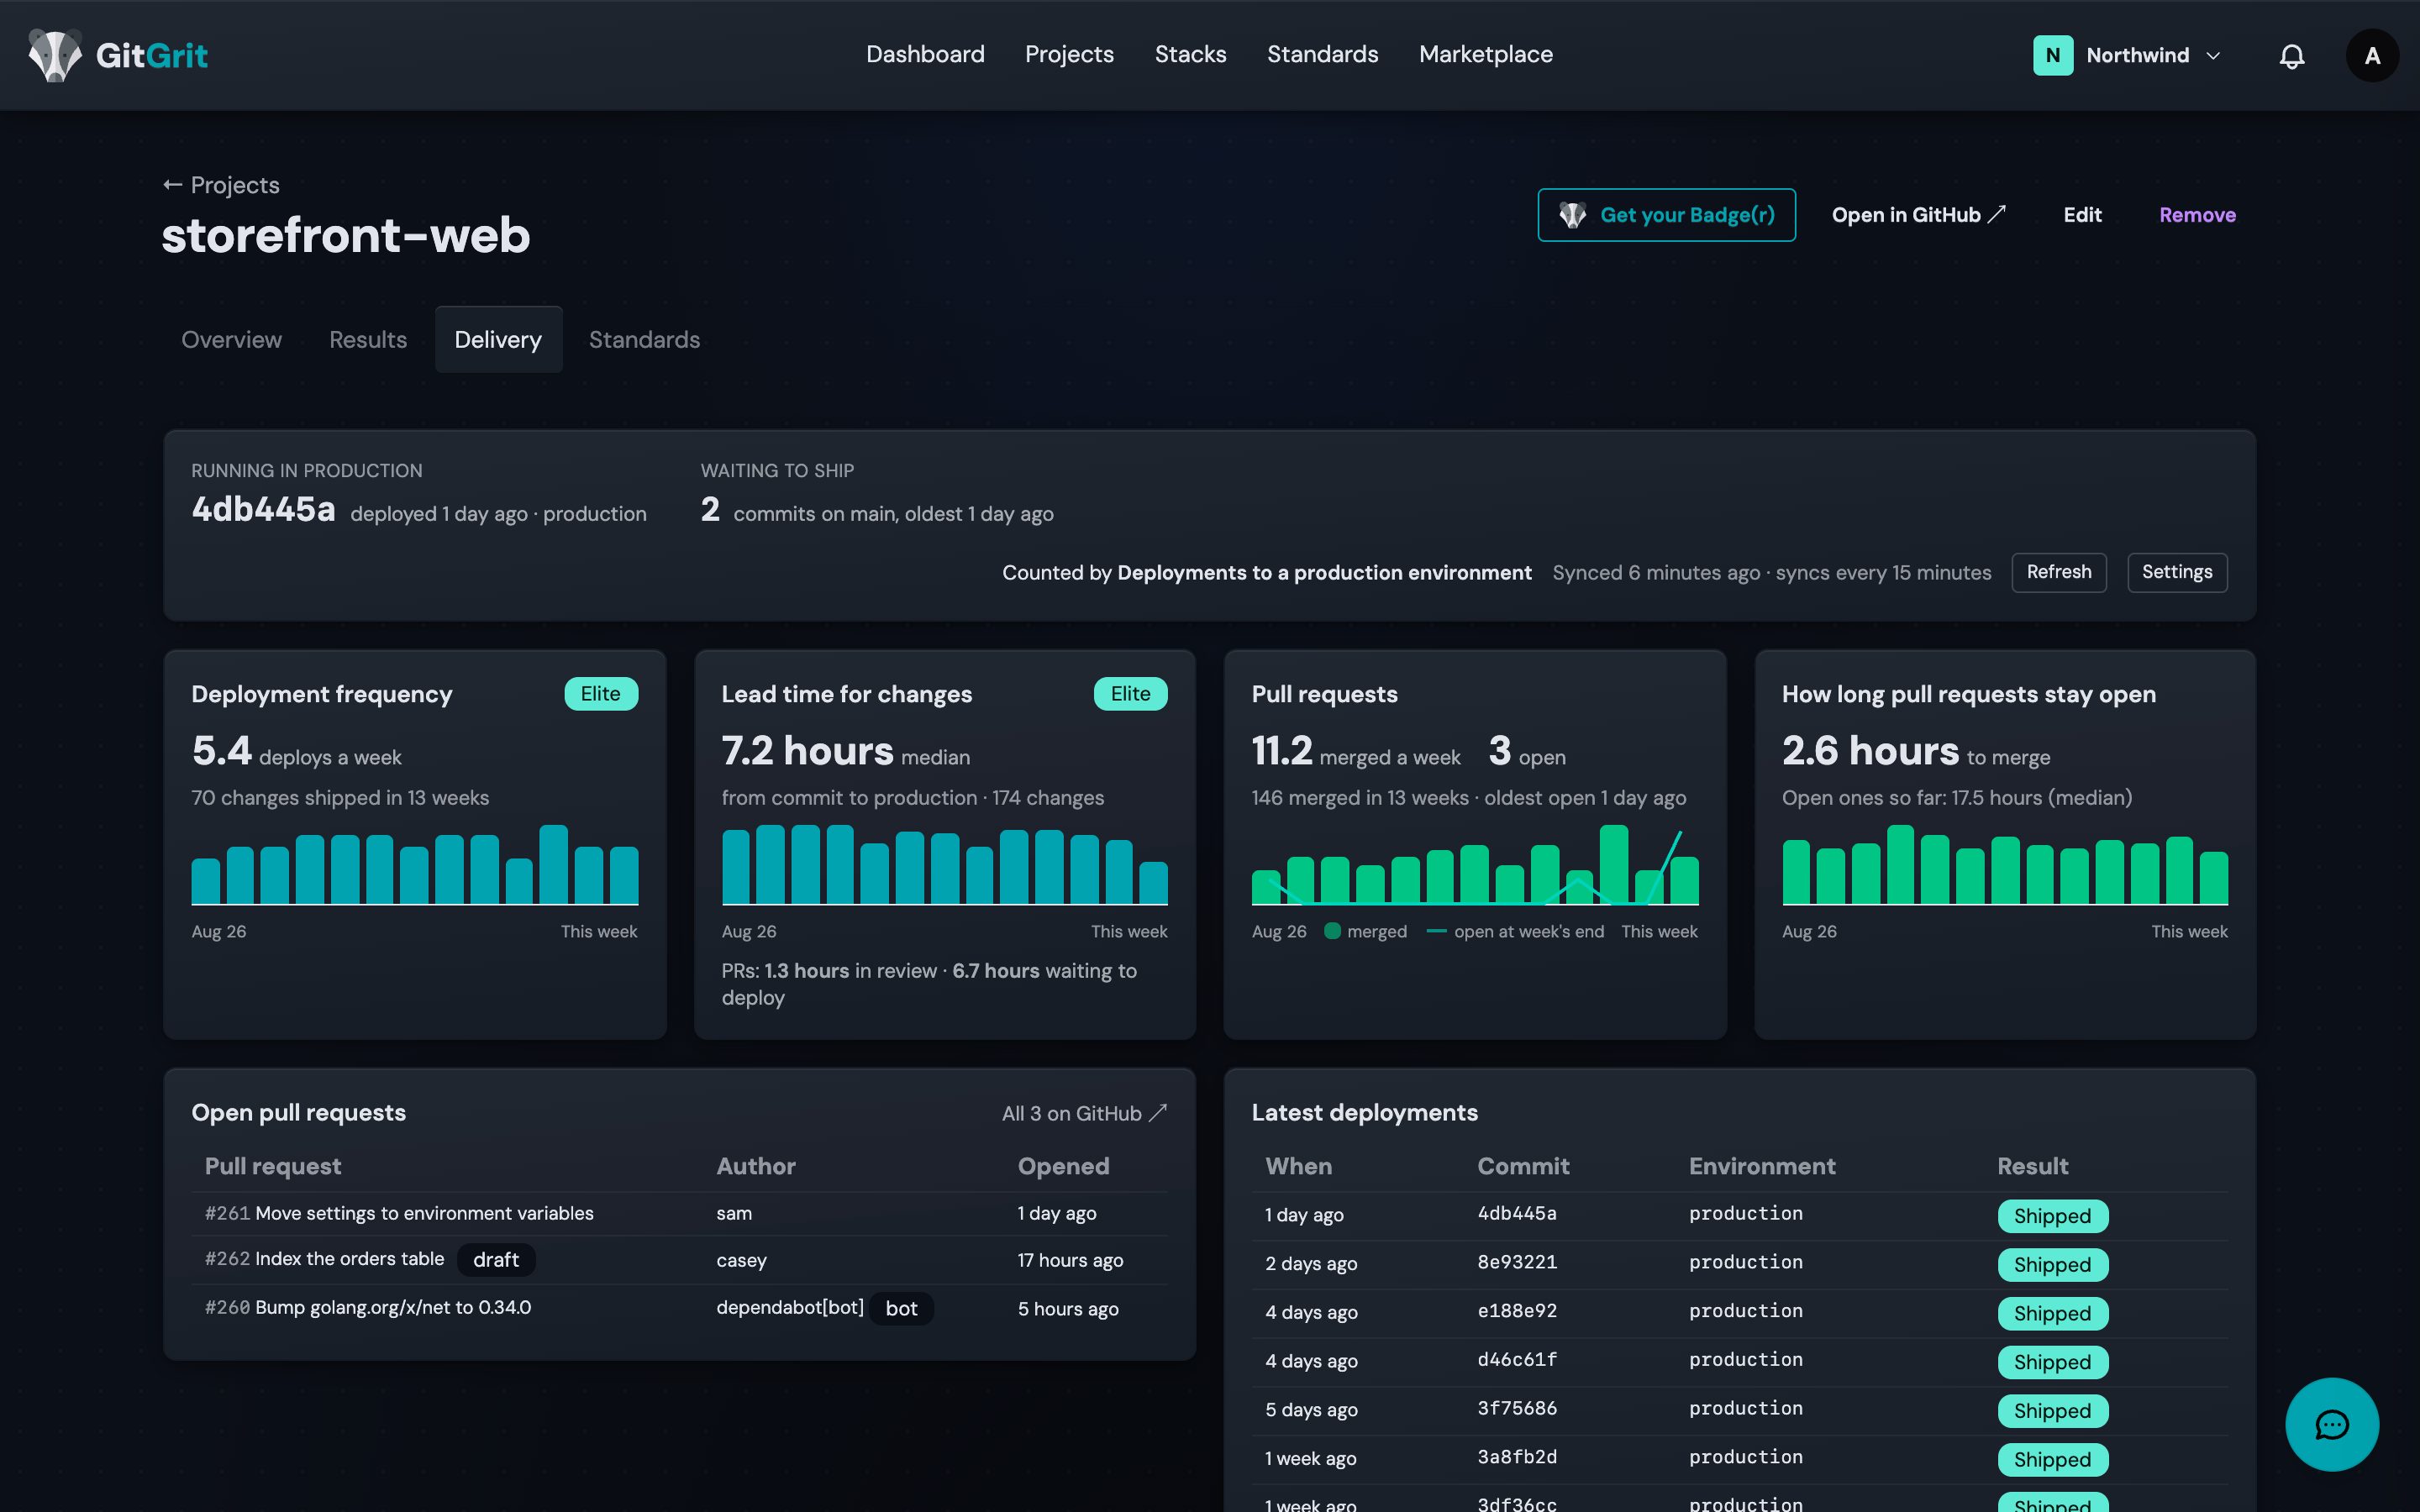 GitGrit
Dashboard Projects Stacks Standards Marketplace
N Northwind
A
← Projects
storefront-web
Get your Badge(r)
Open in GitHub ↗
Edit
Remove
Overview Results Delivery Standards
RUNNING IN PRODUCTION
4db445a deployed 1 day ago · production
WAITING TO SHIP
2 commits on main, oldest 1 day ago
Counted by Deployments to a production environment Synced 6 minutes ago · syncs every 15 minutes Refresh Settings
Deployment frequency Elite
5.4 deploys a week
70 changes shipped in 13 weeks
Aug 26 This week
Lead time for changes Elite
7.2 hours median
from commit to production · 174 changes
Aug 26 This week
PRs: 1.3 hours in review · 6.7 hours waiting to
deploy
Pull requests
11.2 merged a week 3 open
146 merged in 13 weeks · oldest open 1 day ago
Aug 26 merged open at week's end This week
How long pull requests stay open
2.6 hours to merge
Open ones so far: 17.5 hours (median)
Aug 26 This week
Open pull requests All 3 on GitHub ↗
Pull request Author Opened
#261 Move settings to environment variables sam 1 day ago
#262 Index the orders table draft casey 17 hours ago
#260 Bump golang.org/x/net to 0.34.0 dependabot[bot] bot 5 hours ago
Latest deployments
When Commit Environment Result
1 day ago 4db445a production Shipped
2 days ago 8e93221 production Shipped
4 days ago e188e92 production Shipped
4 days ago d46c61f production Shipped
5 days ago 3f75686 production Shipped
1 week ago 3a8fb2d production Shipped
1 week ago 3df36cc production Shipped